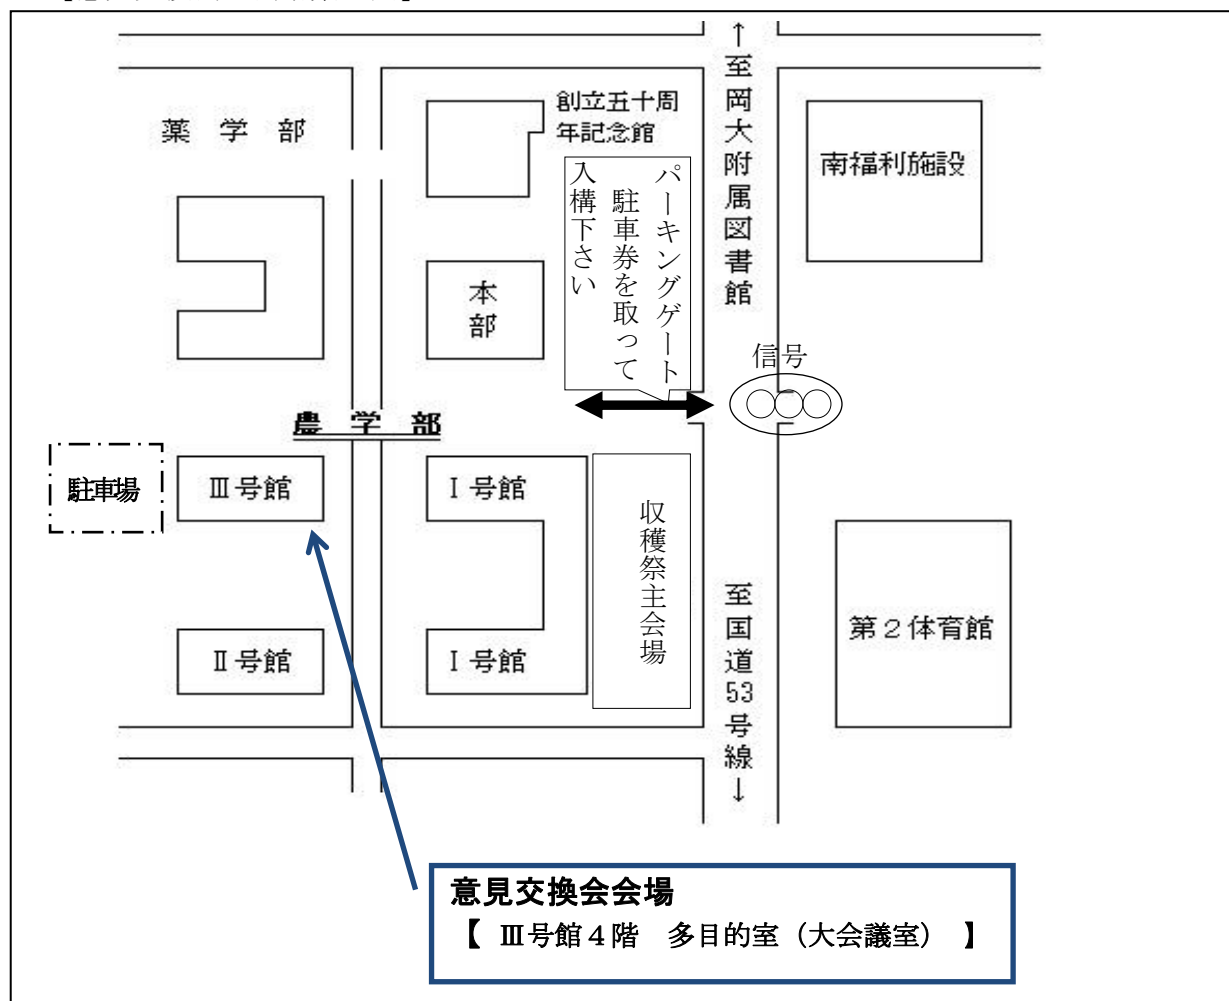 ↑至岡大附属図書館
創立五十周
年記念館
薬学部
南福利施設
パーキングゲート
駐車券を取って
入構下さい
本部
信号
農学部
駐車場
Ⅲ号館
Ⅰ号館
収穫祭主会場
至国道53号線↓
第2体育館
Ⅱ号館
Ⅰ号館
意見交換会会場
【 Ⅲ号館4階 多目的室(大会議室) 】